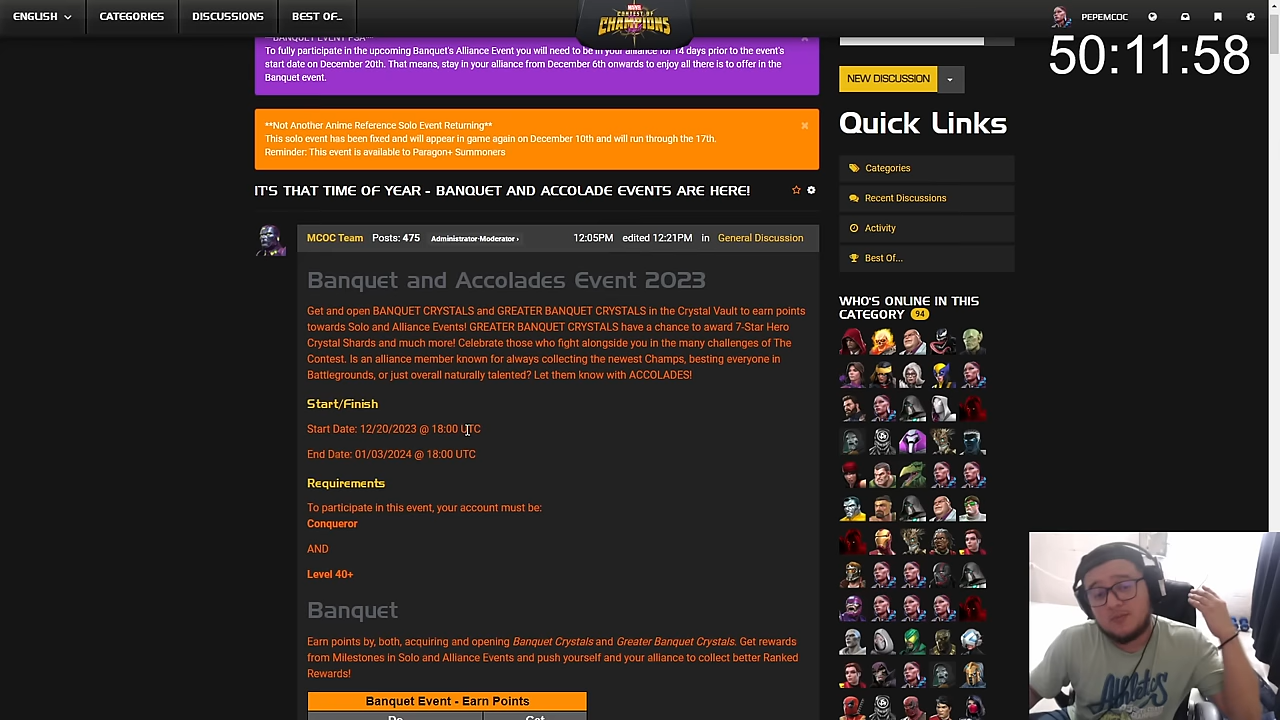 ENGLISH CATEGORIES DISCUSSIONS BEST OF...
MARVEL
CONTEST OF
CHAMPIONS
PEPEMCOC
50:11:58
**BANQUET EVENT PSA**
To fully participate in the upcoming Banquet's Alliance Event you will need to be in your alliance for 14 days prior to the event's
start date on December 20th. That means, stay in your alliance from December 6th onwards to enjoy all there is to offer in the
Banquet event.
**Not Another Anime Reference Solo Event Returning**
This solo event has been fixed and will appear in game again on December 10th and will run through the 17th.
Reminder: This event is available to Paragon+ Summoners
IT'S THAT TIME OF YEAR - BANQUET AND ACCOLADE EVENTS ARE HERE!
MCOC Team Posts: 475 Administrator-Moderator › 12:05PM edited 12:21PM in General Discussion
Banquet and Accolades Event 2023
Get and open BANQUET CRYSTALS and GREATER BANQUET CRYSTALS in the Crystal Vault to earn points
towards Solo and Alliance Events! GREATER BANQUET CRYSTALS have a chance to award 7-Star Hero
Crystal Shards and much more! Celebrate those who fight alongside you in the many challenges of The
Contest. Is an alliance member known for always collecting the newest Champs, besting everyone in
Battlegrounds, or just overall naturally talented? Let them know with ACCOLADES!
Start/Finish
Start Date: 12/20/2023 @ 18:00 UTC
End Date: 01/03/2024 @ 18:00 UTC
Requirements
To participate in this event, your account must be:
Conqueror
AND
Level 40+
Banquet
Earn points by, both, acquiring and opening Banquet Crystals and Greater Banquet Crystals. Get rewards
from Milestones in Solo and Alliance Events and push yourself and your alliance to collect better Ranked
Rewards!
Banquet Event - Earn Points
Do Get
NEW DISCUSSION
Quick Links
Categories
Recent Discussions
Activity
Best Of...
WHO'S ONLINE IN THIS
CATEGORY 94
Athletics